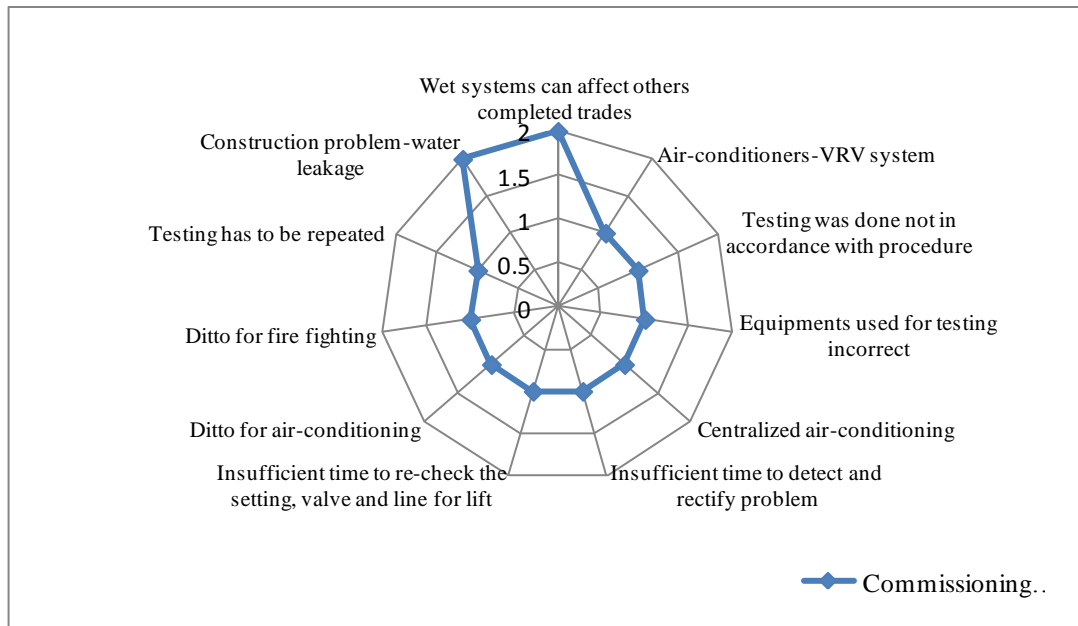 Wet systems can affect others
completed trades
Air-conditioners-VRV system
Testing was done not in
accordance with procedure
Equipments used for testing
incorrect
Centralized air-conditioning
Insufficient time to detect and
rectify problem
Insufficient time to re-check the
setting, valve and line for lift
Ditto for air-conditioning
Ditto for fire fighting
Testing has to be repeated
Construction problem-water
leakage
2
1.5
1
0.5
0
Commissioning..